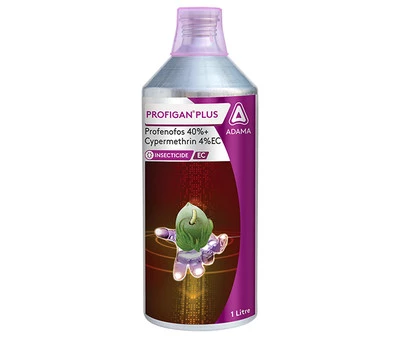 PROFIGAN® PLUS
Profenofos 40%+
Cypermethrin 4%EC
INSECTICIDE EC
ADAMA
1 Litre